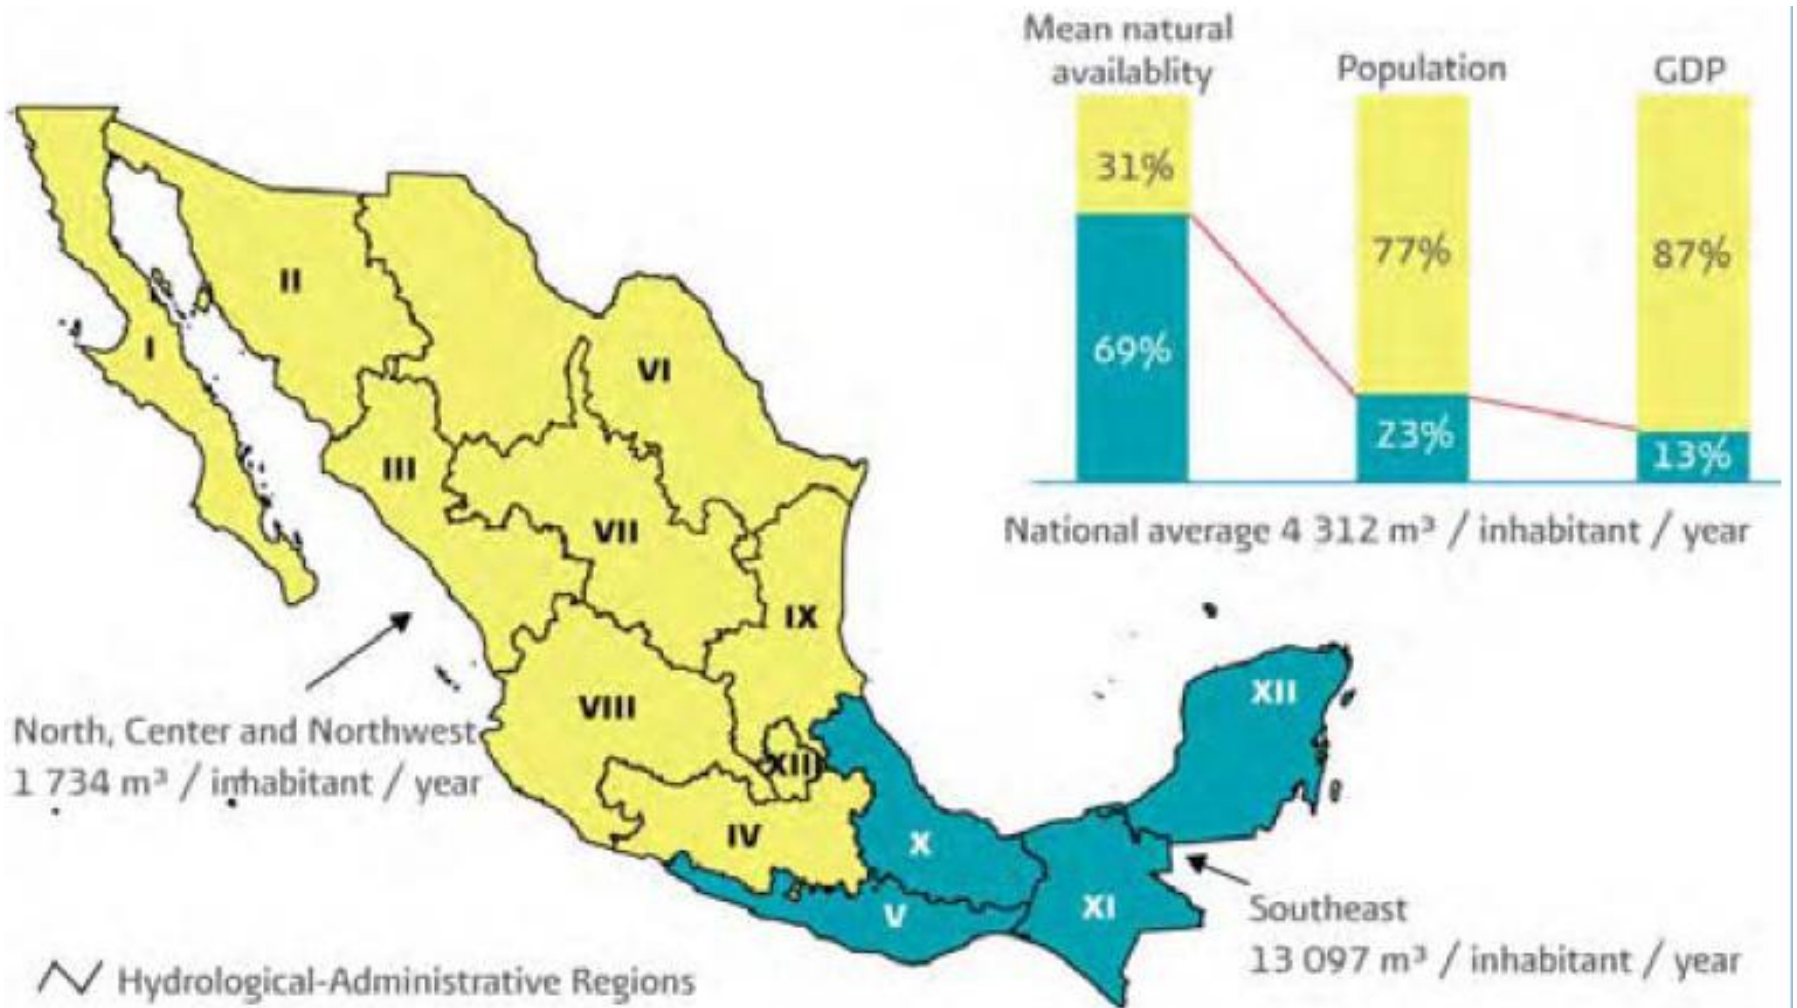 Mean natural
availablity
Population
GDP
31%
77%
87%
69%
23%
13%
National average 4 312 m³ / inhabitant / year
I
II
III
VI
VII
IX
VIII
XIII
IV
X
V
XI
XII
North, Center and Northwest
1 734 m³ / inhabitant / year
Southeast
13 097 m³ / inhabitant / year
Hydrological-Administrative Regions